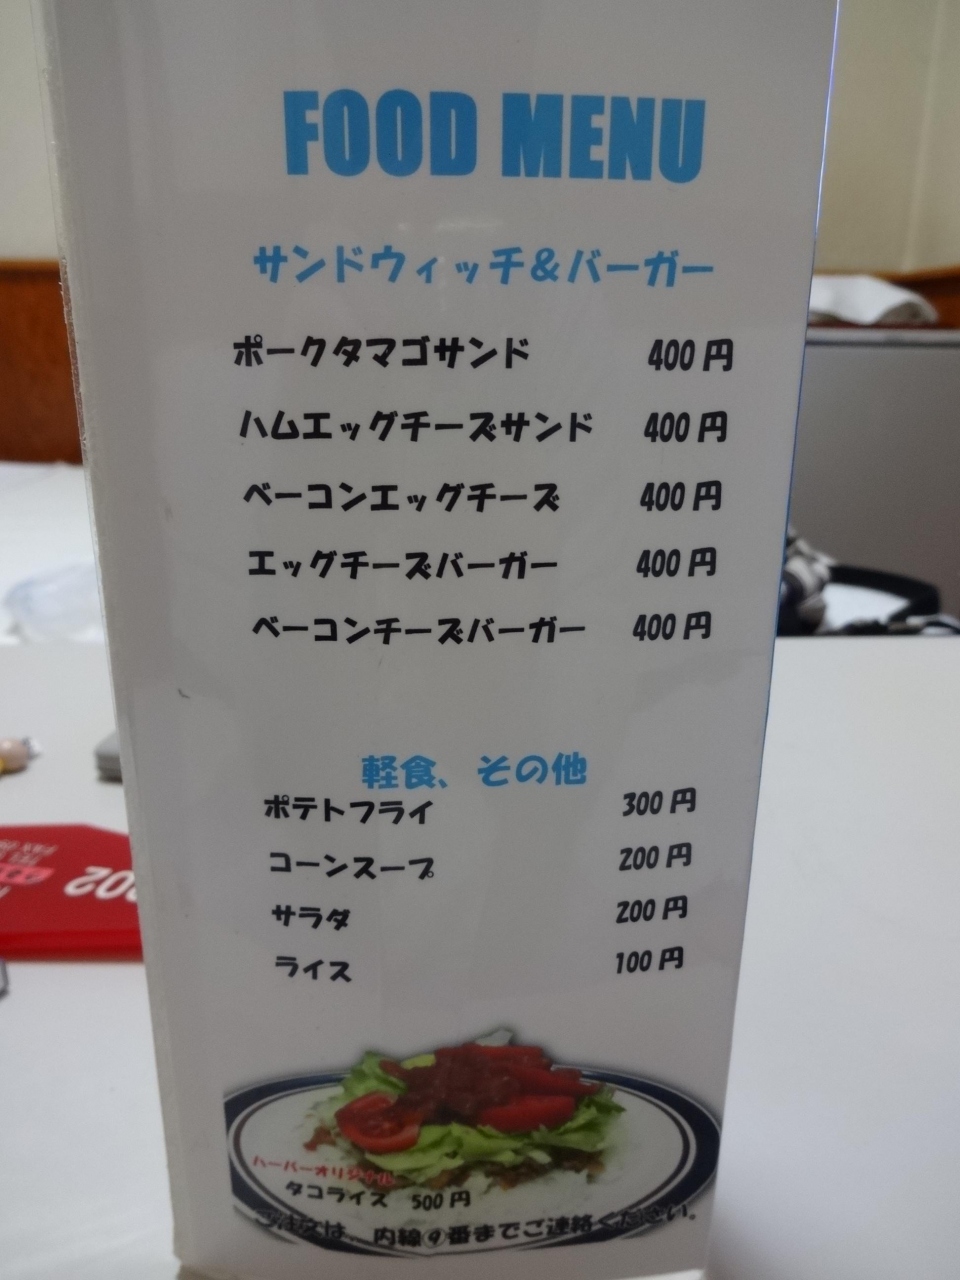 FOOD MENU
サンドウィッチ&バーガー
ポークタマゴサンド 400円
ハムエッグチーズサンド 400円
ベーコンエッグチーズ 400円
エッグチーズバーガー 400円
ベーコンチーズバーガー 400円
軽食、その他
ポテトフライ 300円
コーンスープ 200円
サラダ 200円
ライス 100円
ハーバーオリジナル
タコライス 500円
ご注文は、内線⑨番までご連絡ください。
02